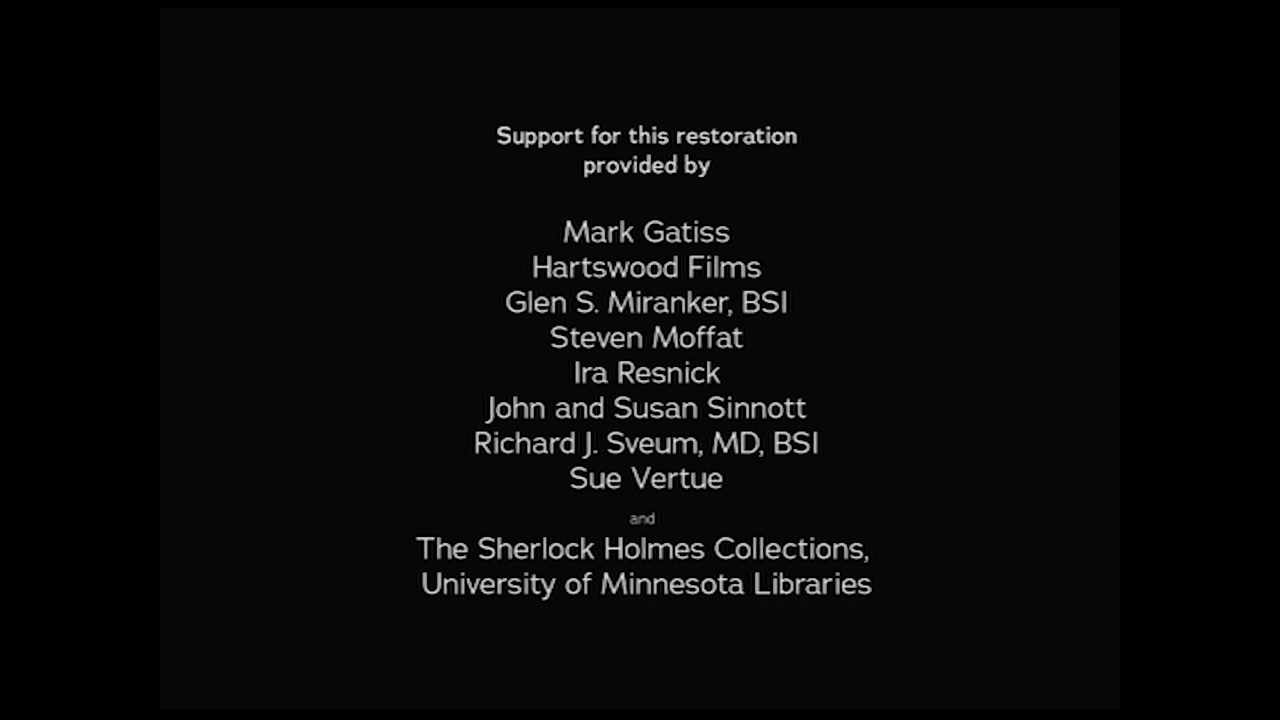 Support for this restoration
provided by
Mark Gatiss
Hartswood Films
Glen S. Miranker, BSI
Steven Moffat
Ira Resnick
John and Susan Sinnott
Richard J. Sveum, MD, BSI
Sue Vertue
and
The Sherlock Holmes Collections,
University of Minnesota Libraries